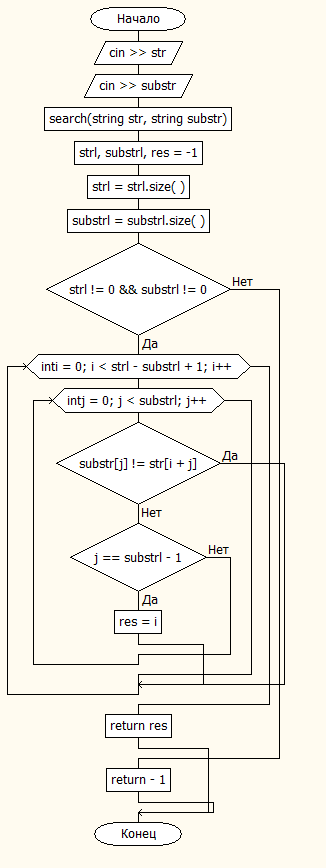 Начало
cin >> str
cin >> substr
search(string str, string substr)
strl, substrl, res = -1
strl = strl.size( )
substrl = substrl.size( )
strl != 0 && substrl != 0
Нет
Да
inti = 0; i < strl - substrl + 1; i++
intj = 0; j < substrl; j++
substr[j] != str[i + j]
Да
Нет
j == substrl - 1
Нет
Да
res = i
return res
return - 1
Конец